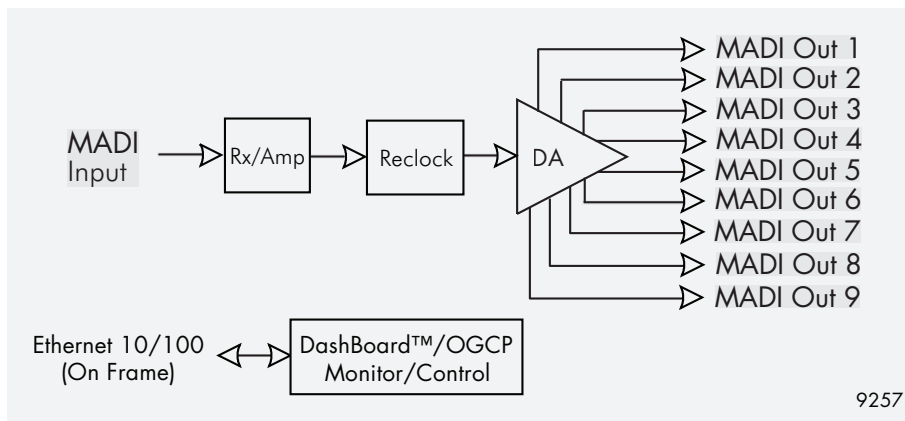 MADI Out 1
MADI Out 2
MADI Out 3
MADI Out 4
MADI Out 5
MADI Out 6
MADI Out 7
MADI Out 8
MADI Out 9
MADI
Input
Rx/Amp
Reclock
DA
Ethernet 10/100
(On Frame)
DashBoard™/OGCP
Monitor/Control
9257